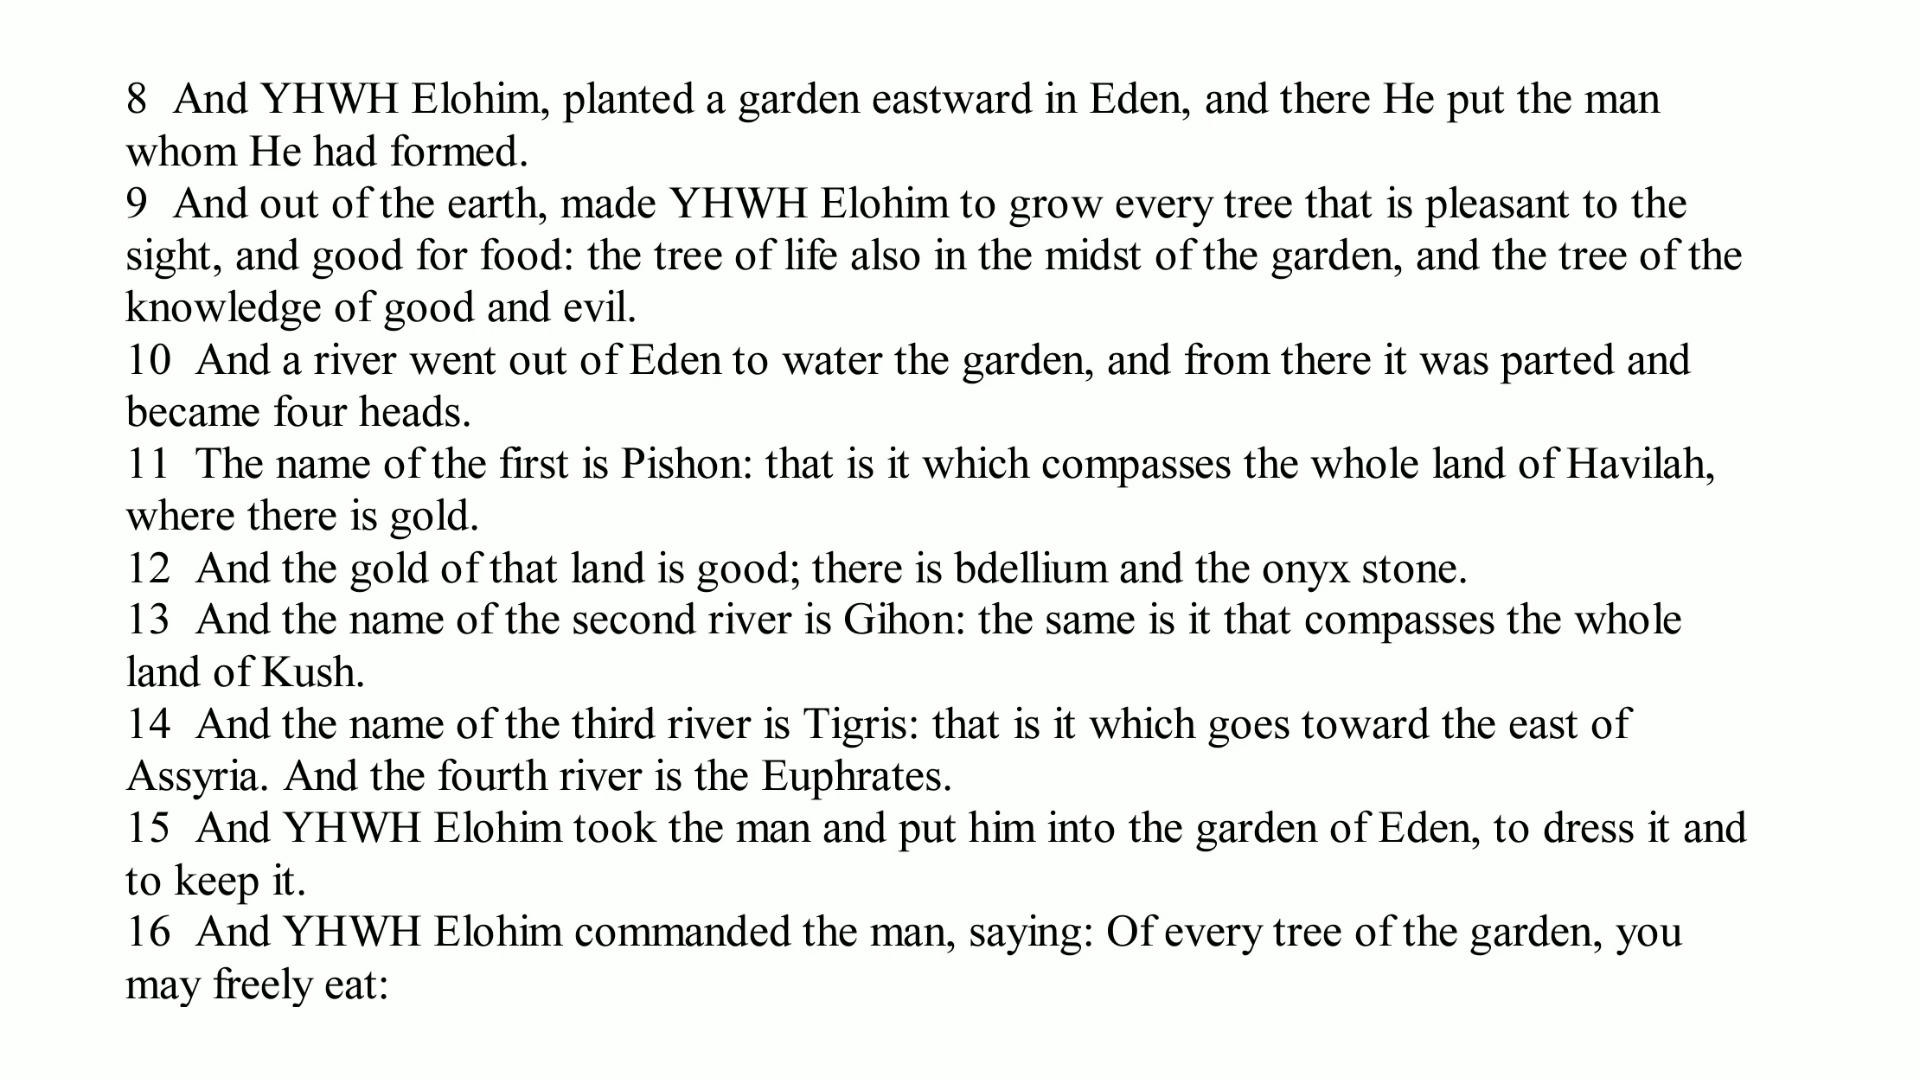 8  And YHWH Elohim, planted a garden eastward in Eden, and there He put the man
whom He had formed.
9  And out of the earth, made YHWH Elohim to grow every tree that is pleasant to the
sight, and good for food: the tree of life also in the midst of the garden, and the tree of the
knowledge of good and evil.
10  And a river went out of Eden to water the garden, and from there it was parted and
became four heads.
11  The name of the first is Pishon: that is it which compasses the whole land of Havilah,
where there is gold.
12  And the gold of that land is good; there is bdellium and the onyx stone.
13  And the name of the second river is Gihon: the same is it that compasses the whole
land of Kush.
14  And the name of the third river is Tigris: that is it which goes toward the east of
Assyria. And the fourth river is the Euphrates.
15  And YHWH Elohim took the man and put him into the garden of Eden, to dress it and
to keep it.
16  And YHWH Elohim commanded the man, saying: Of every tree of the garden, you
may freely eat: